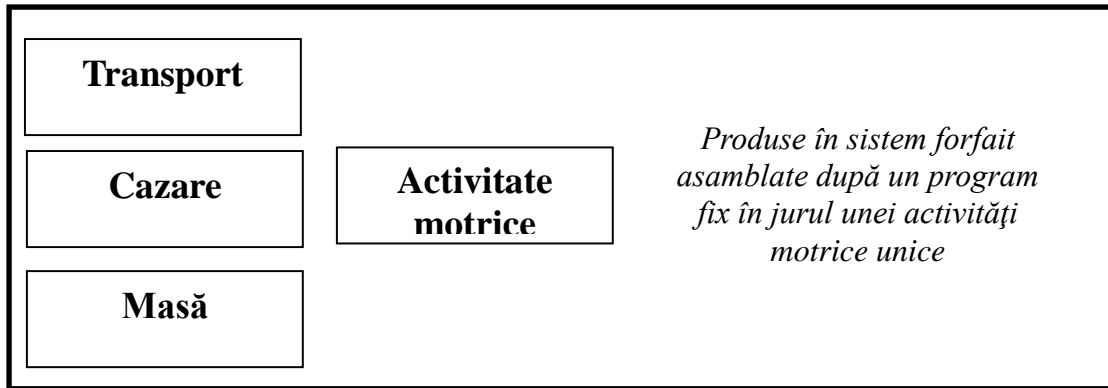 Transport
Cazare
Masă
Activitate
motrice
Produse în sistem forfait
asamblate după un program
fix în jurul unei activităţi
motrice unice